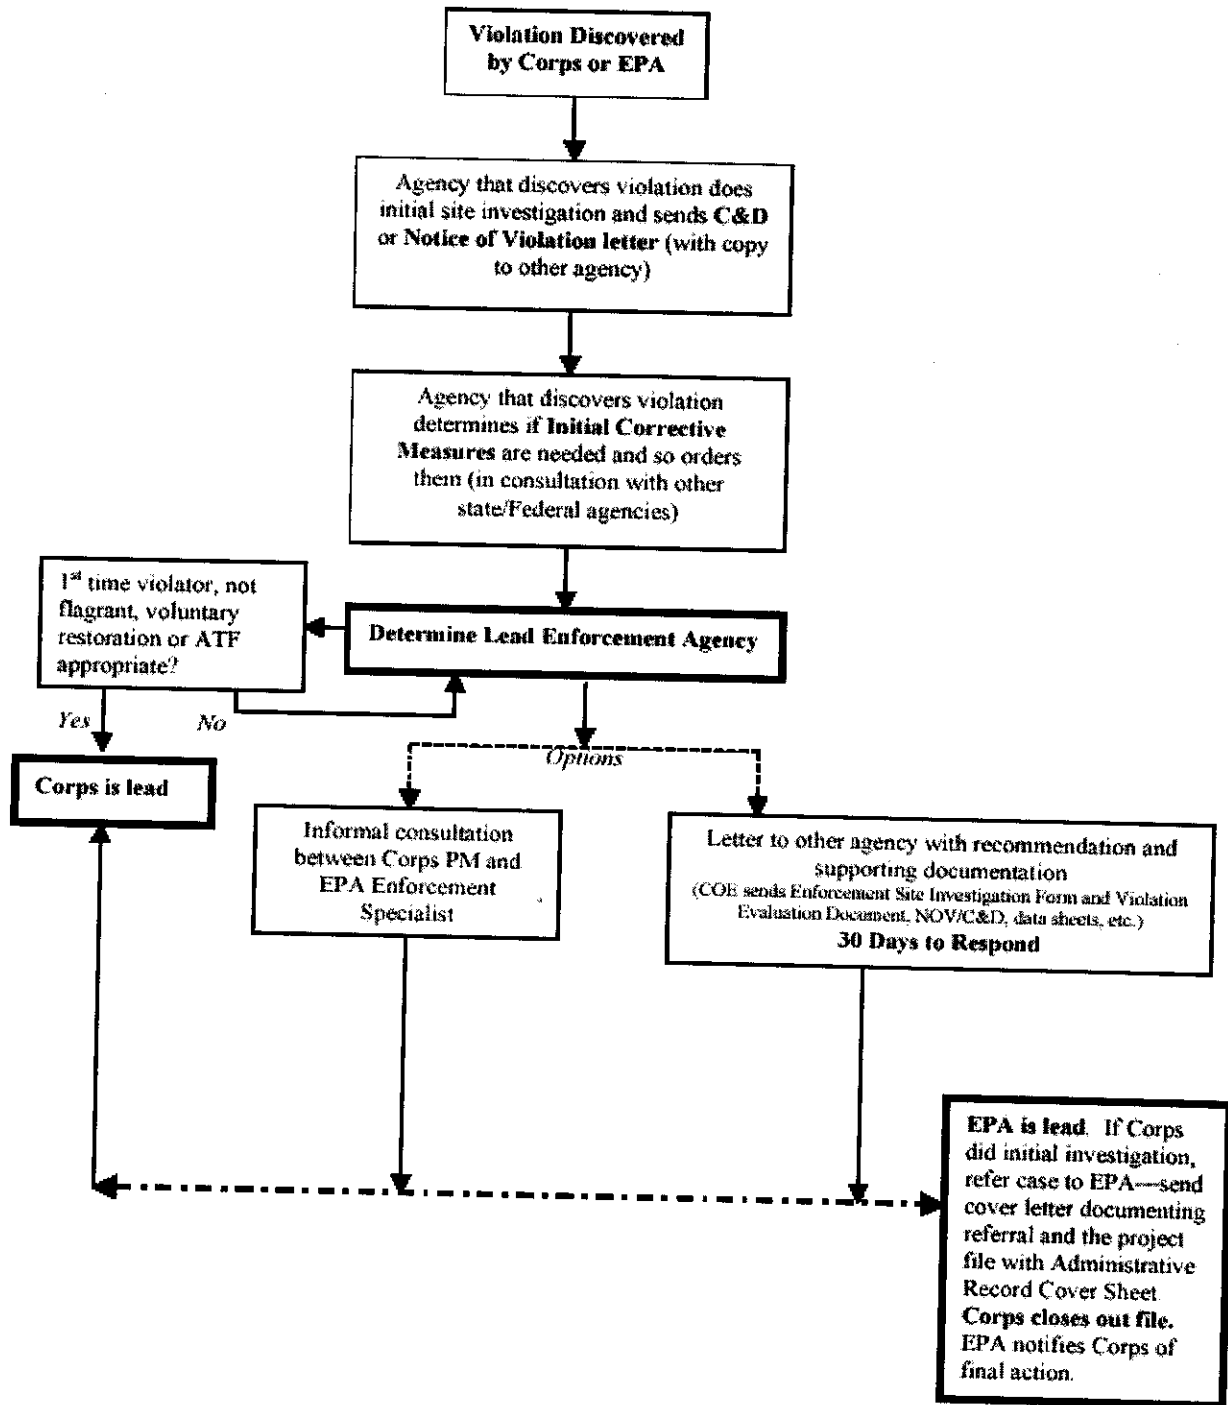 Violation Discovered
by Corps or EPA
Agency that discovers violation does
initial site investigation and sends C&D
or Notice of Violation letter (with copy
to other agency)
Agency that discovers violation
determines if Initial Corrective
Measures are needed and so orders
them (in consultation with other
state/Federal agencies)
1st time violator, not
flagrant, voluntary
restoration or ATF
appropriate?
Determine Lead Enforcement Agency
Yes
No
Options
Corps is lead
Informal consultation
between Corps PM and
EPA Enforcement
Specialist
Letter to other agency with recommendation and
supporting documentation
(COE sends Enforcement Site Investigation Form and Violation
Evaluation Document, NOV/C&D, data sheets, etc.)
30 Days to Respond
EPA is lead. If Corps
did initial investigation,
refer case to EPA—send
cover letter documenting
referral and the project
file with Administrative
Record Cover Sheet
Corps closes out file.
EPA notifies Corps of
final action.